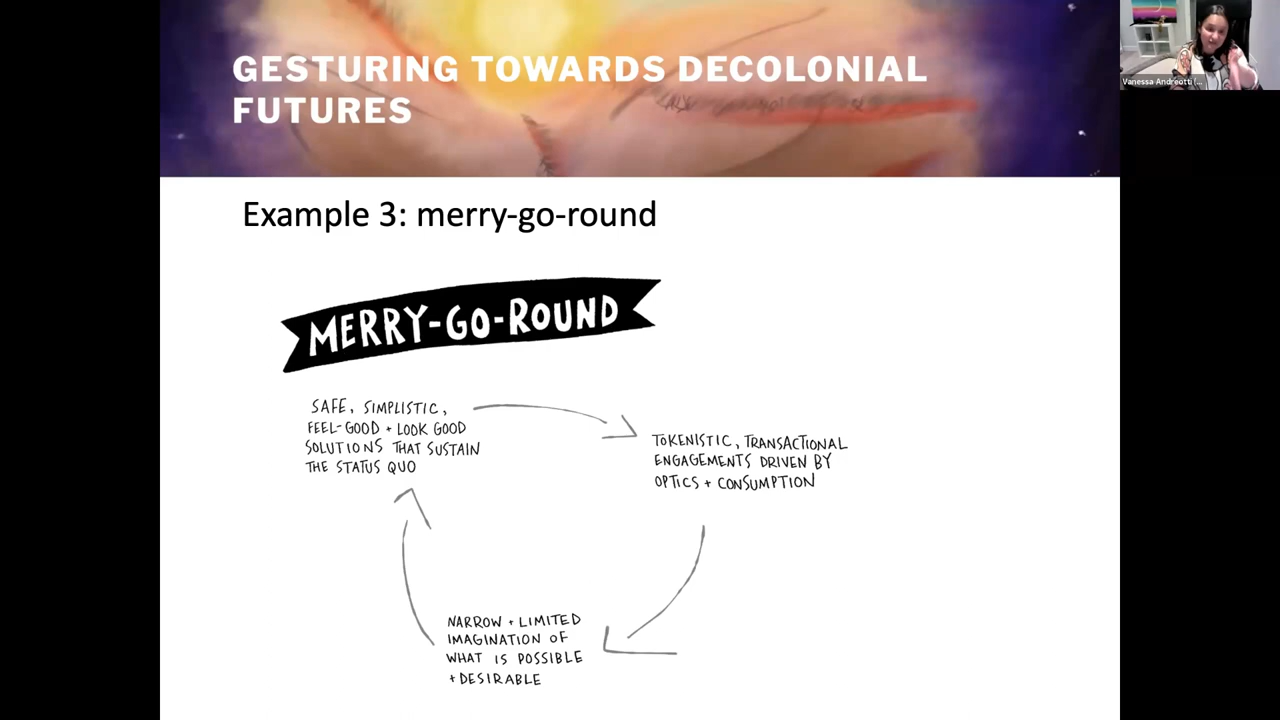 GESTURING TOWARDS DECOLONIAL
FUTURES
Vanessa Andreotti (...
Example 3: merry-go-round
MERRY-GO-ROUND
SAFE, SIMPLISTIC,
FEEL-GOOD + LOOK GOOD
SOLUTIONS THAT SUSTAIN
THE STATUS QUO
TOKENISTIC, TRANSACTIONAL
ENGAGEMENTS DRIVEN BY
OPTICS + CONSUMPTION
NARROW + LIMITED
IMAGINATION OF
WHAT IS POSSIBLE
+ DESIRABLE